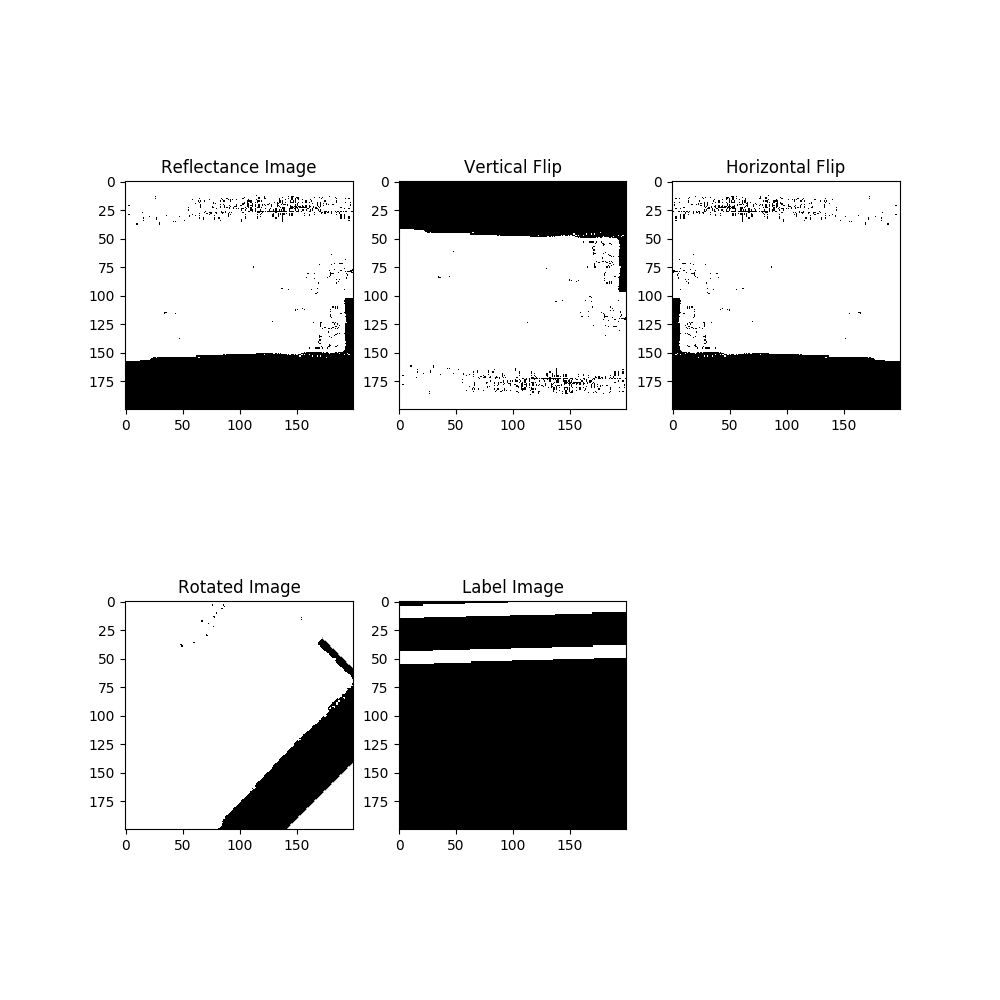 Reflectance Image Vertical Flip Horizontal Flip
0 0 0
25 25 25
50 50 50
75 75 75
100 100 100
125 125 125
150 150 150
175 175 175
0 50 100 150 0 50 100 150 0 50 100 150
Rotated Image Label Image
0 0
25 25
50 50
75 75
100 100
125 125
150 150
175 175
0 50 100 150 0 50 100 150